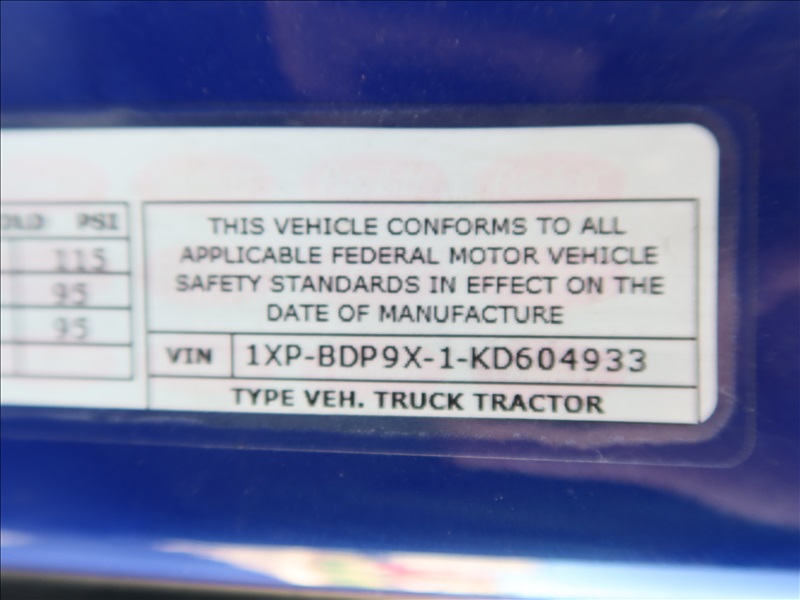 PSI
115
95
95
THIS VEHICLE CONFORMS TO ALL
APPLICABLE FEDERAL MOTOR VEHICLE
SAFETY STANDARDS IN EFFECT ON THE
DATE OF MANUFACTURE
VIN 1XP-BDP9X-1-KD604933
TYPE VEH. TRUCK TRACTOR